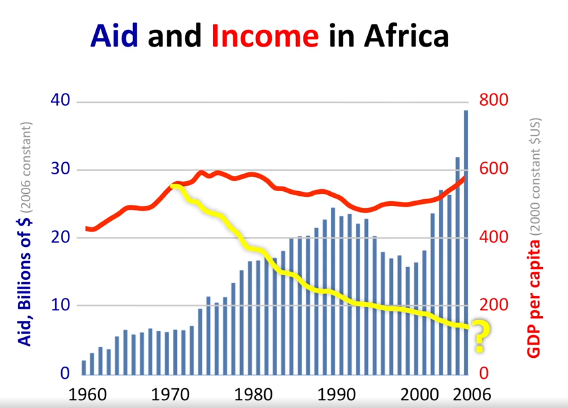 Aid and Income in Africa
Aid, Billions of $ (2006 constant)
40
30
20
10
0
800
600
400
200
0
GDP per capita (2000 constant $US)
?
1960 1970 1980 1990 2000 2006